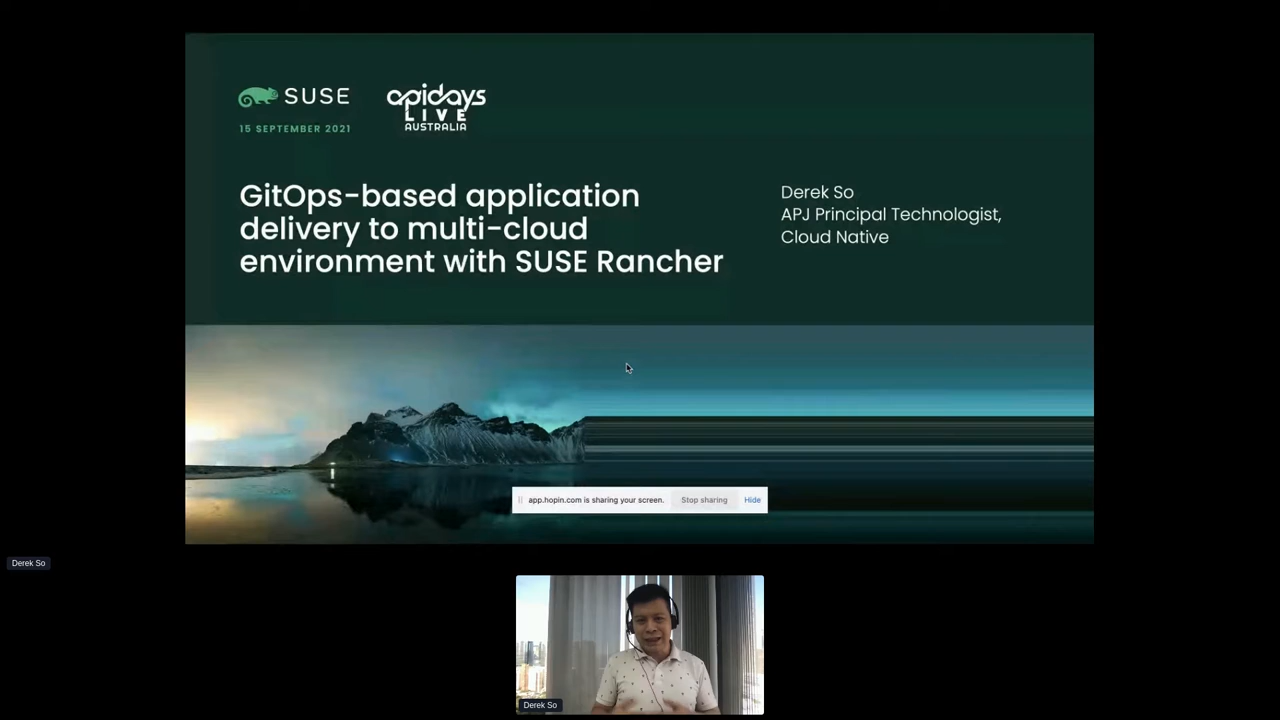 SUSE
apidays
LIVE
AUSTRALIA
15 SEPTEMBER 2021
GitOps-based application
delivery to multi-cloud
environment with SUSE Rancher
Derek So
APJ Principal Technologist,
Cloud Native
app.hopin.com is sharing your screen.
Stop sharing
Hide
Derek So
Derek So